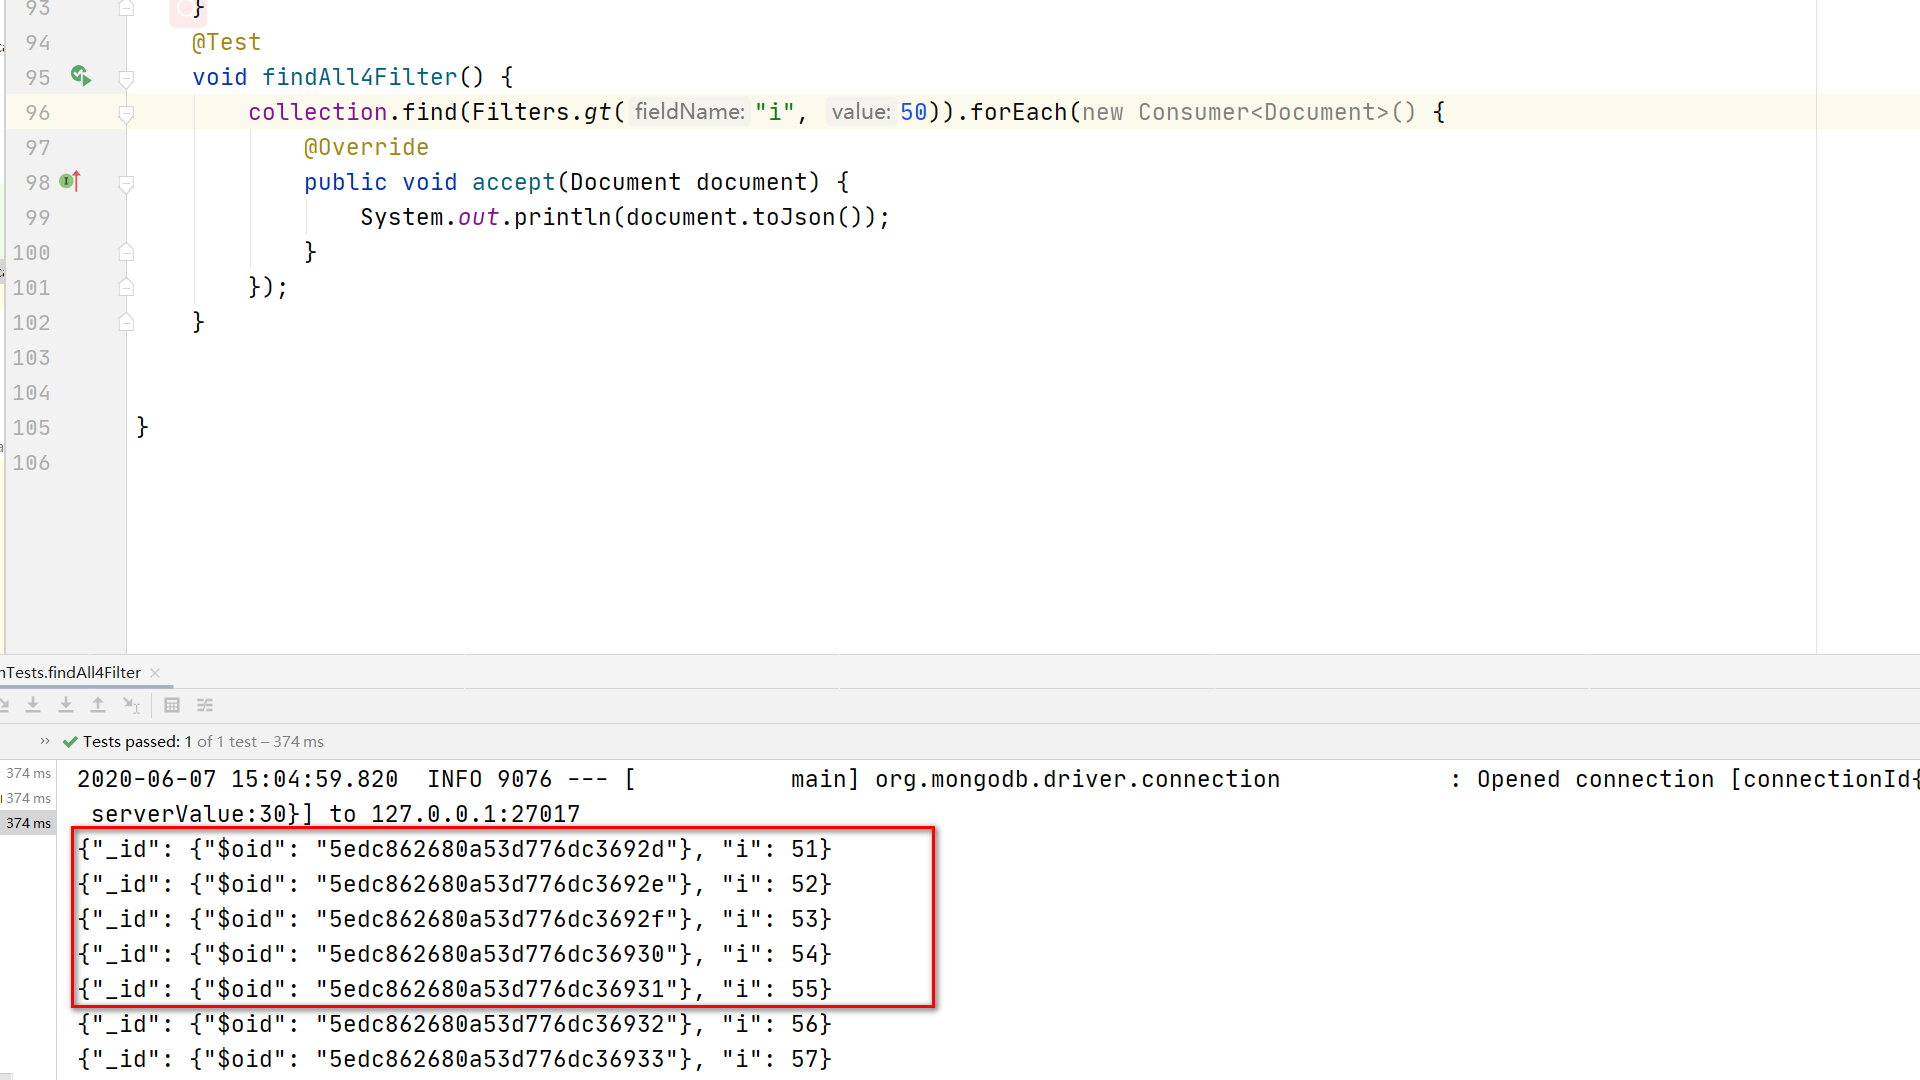 93 }
94 @Test
95 void findAll4Filter() {
96 collection.find(Filters.gt( fieldName: "i", value: 50)).forEach(new Consumer<Document>() {
97 @Override
98 public void accept(Document document) {
99 System.out.println(document.toJson());
100 }
101 });
102 }
103
104
105 }
106
nTests.findAll4Filter ×
>> Tests passed: 1 of 1 test – 374 ms
374 ms 2020-06-07 15:04:59.820  INFO 9076 --- [           main] org.mongodb.driver.connection            : Opened connection [connectionId{
374 ms serverValue:30}] to 127.0.0.1:27017
374 ms
{"_id": {"$oid": "5edc862680a53d776dc3692d"}, "i": 51}
{"_id": {"$oid": "5edc862680a53d776dc3692e"}, "i": 52}
{"_id": {"$oid": "5edc862680a53d776dc3692f"}, "i": 53}
{"_id": {"$oid": "5edc862680a53d776dc36930"}, "i": 54}
{"_id": {"$oid": "5edc862680a53d776dc36931"}, "i": 55}
{"_id": {"$oid": "5edc862680a53d776dc36932"}, "i": 56}
{"_id": {"$oid": "5edc862680a53d776dc36933"}, "i": 57}